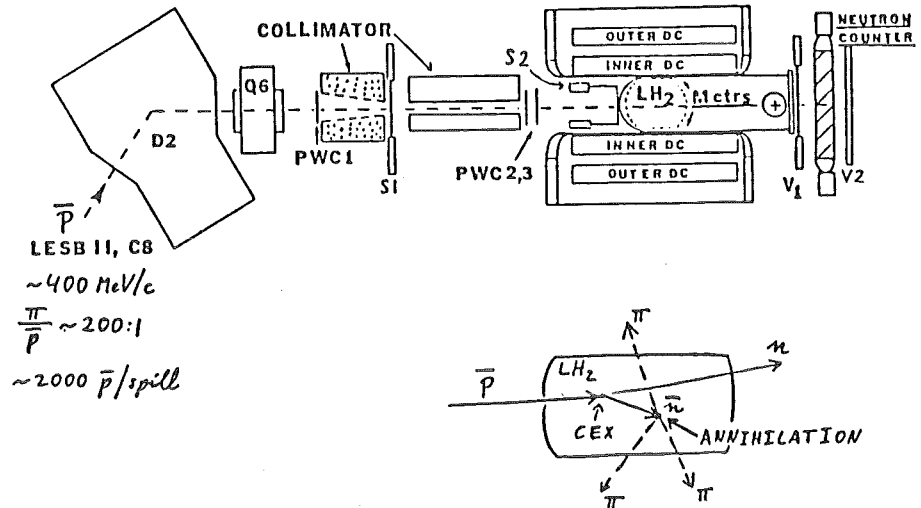 COLLIMATOR
Q6
D2
PWC1
S1
PWC 2,3
S2
OUTER DC
INNER DC
LH₂
M ctrs
INNER DC
OUTER DC
NEUTRON
COUNTER
V1
V2
p̅
LESB II, C8
~400 MeV/c
π/p̅ ~ 200:1
~2000 p̅/spill
π
n
LH₂
p̅
n̅
CEX
ANNIHILATION
π
π